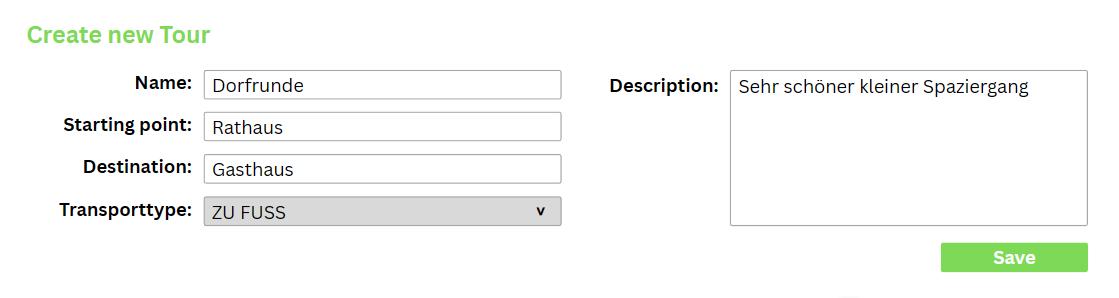 Create new Tour
Name: Dorfrunde
Starting point: Rathaus
Destination: Gasthaus
Transporttype: ZU FUSS
Description: Sehr schöner kleiner Spaziergang
Save